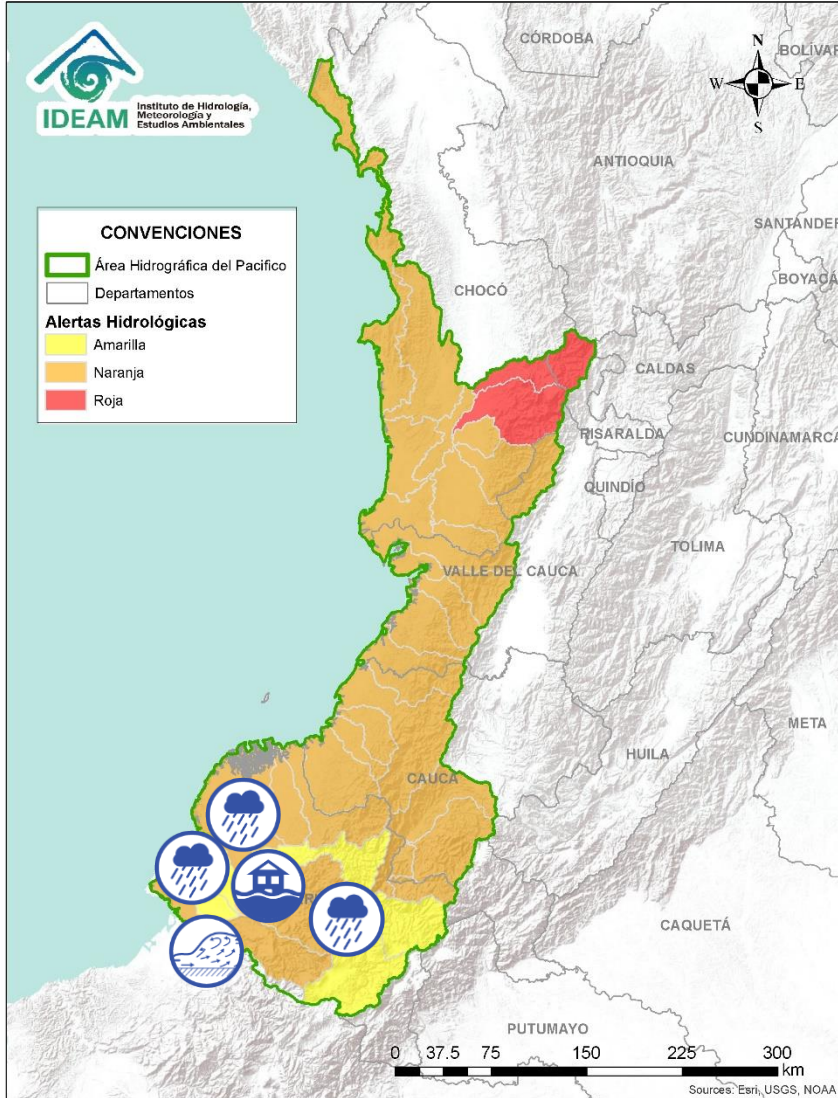 IDEAM
Instituto de Hidrología,
Meteorología y
Estudios Ambientales
CÓRDOBA
BOLÍVAR
N
W
E
S
ANTIOQUIA
SANTANDER
BOYACÁ
CONVENCIONES
Área Hidrográfica del Pacifico
Departamentos
Alertas Hidrológicas
Amarilla
Naranja
Roja
CHOCÓ
CALDAS
RISARALDA
CUNDINAMARCA
QUINDÍO
TOLIMA
VALLE DEL CAUCA
META
HUILA
CAUCA
CAQUETÁ
PUTUMAYO
0 37.5 75 150 225 300
km
Sources: Esri, USGS, NOAA